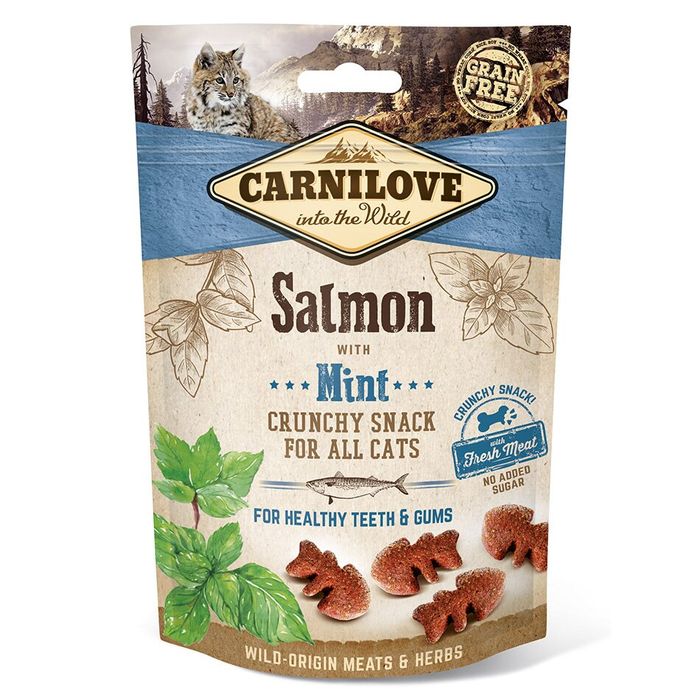 GRAIN
FREE
CARNILOVE
into the Wild
Salmon
WITH
Mint
CRUNCHY SNACK
FOR ALL CATS
CRUNCHY SNACK!
with
Fresh Meat
NO ADDED
SUGAR
FOR HEALTHY TEETH & GUMS
WILD-ORIGIN MEATS & HERBS